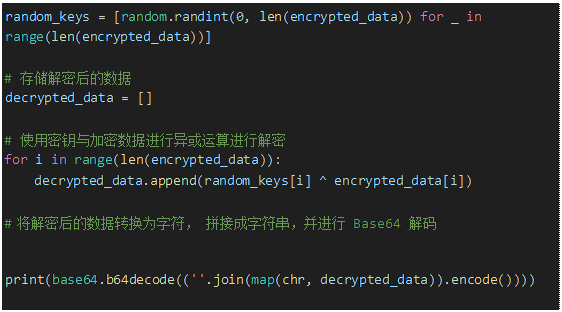 random_keys = [random.randint(0, len(encrypted_data)) for _ in
range(len(encrypted_data))]
# 存储解密后的数据
decrypted_data = []
# 使用密钥与加密数据进行异或运算进行解密
for i in range(len(encrypted_data)):
    decrypted_data.append(random_keys[i] ^ encrypted_data[i])
# 将解密后的数据转换为字符， 拼接成字符串，并进行 Base64 解码
print(base64.b64decode((''.join(map(chr, decrypted_data)).encode())))